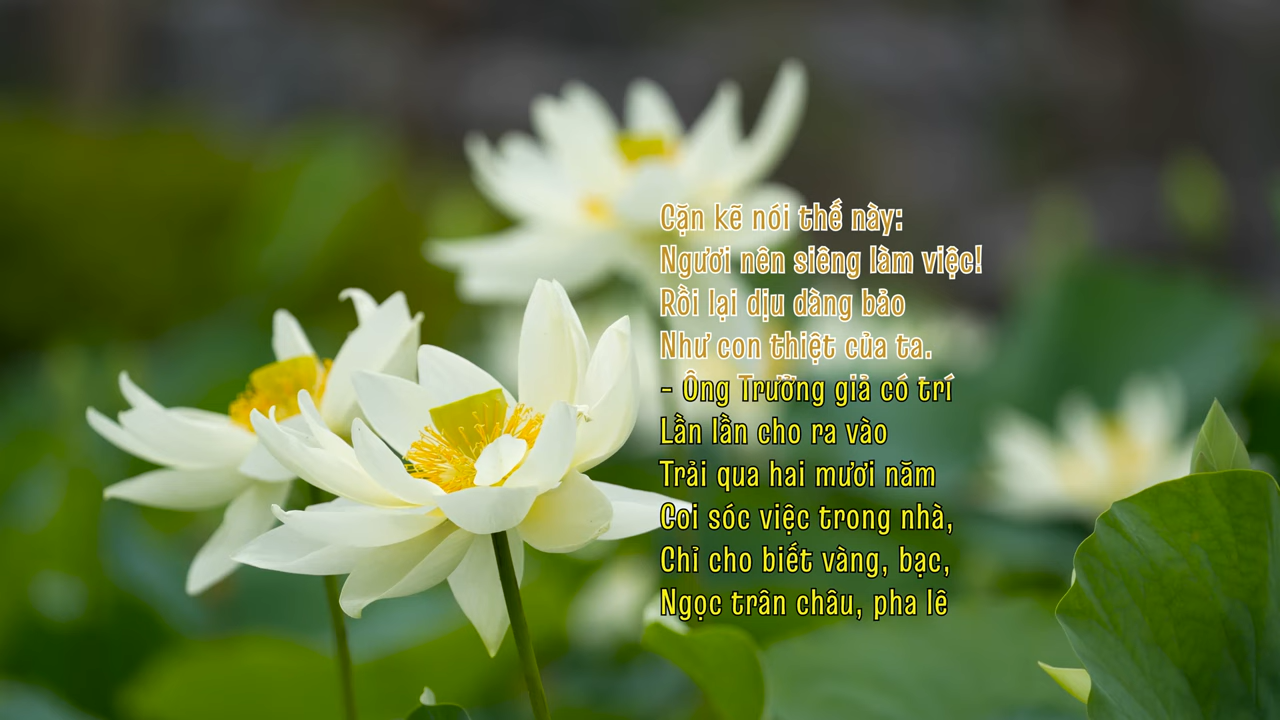 Cặn kẽ nói thế này:
Ngươi nên siêng làm việc!
Rồi lại dịu dàng bảo
Như con thiệt của ta.
- Ông Trưỡng giả có trí
Lần lần cho ra vào
Trải qua hai mươi năm
Coi sóc việc trong nhà,
Chỉ cho biết vàng, bạc,
Ngọc trân châu, pha lê